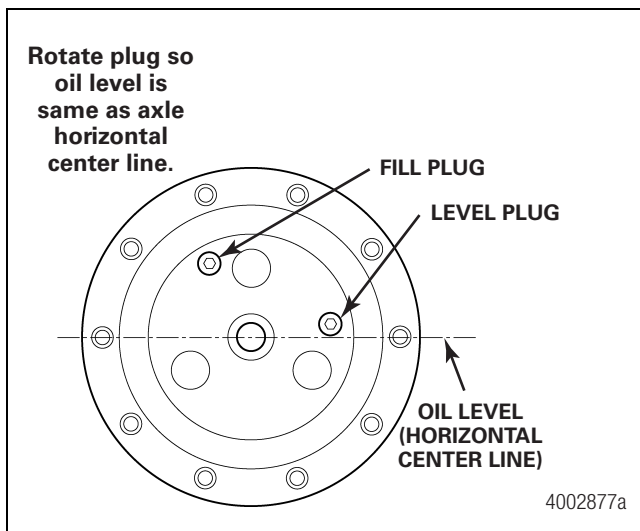 Rotate plug so
oil level is
same as axle
horizontal
center line.
FILL PLUG
LEVEL PLUG
OIL LEVEL
(HORIZONTAL
CENTER LINE)
4002877a